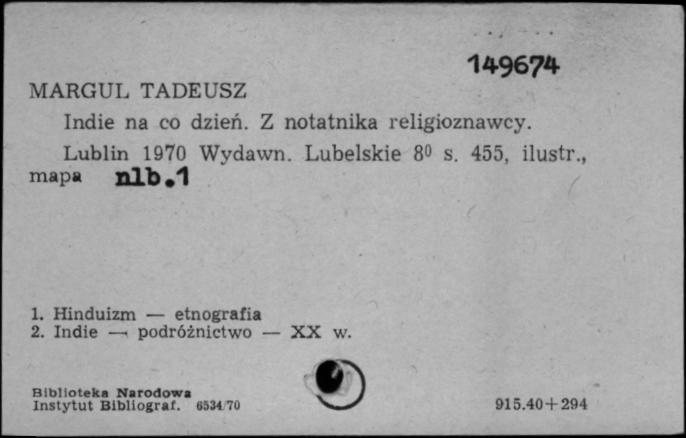 149674
MARGUL TADEUSZ
Indie na co dzień. Z notatnika religioznawcy.
Lublin 1970 Wydawn. Lubelskie 8⁰ s. 455, ilustr.,
mapa nlb.1
1. Hinduizm — etnografia
2. Indie — podróżnictwo — XX w.
Biblioteka Narodowa
Instytut Bibliograf. 6534/70
915.40+294